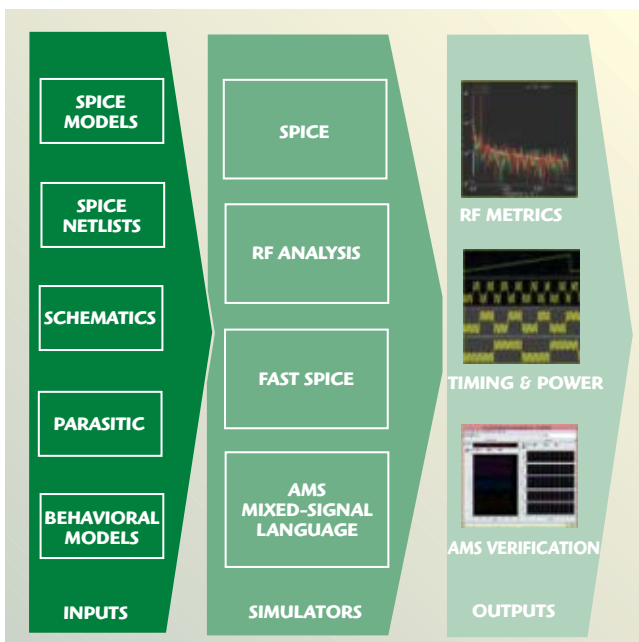 SPICE
MODELS
SPICE
NETLISTS
SCHEMATICS
PARASITIC
BEHAVIORAL
MODELS
INPUTS
SPICE
RF ANALYSIS
FAST SPICE
AMS
MIXED-SIGNAL
LANGUAGE
SIMULATORS
RF METRICS
TIMING & POWER
AMS VERIFICATION
OUTPUTS